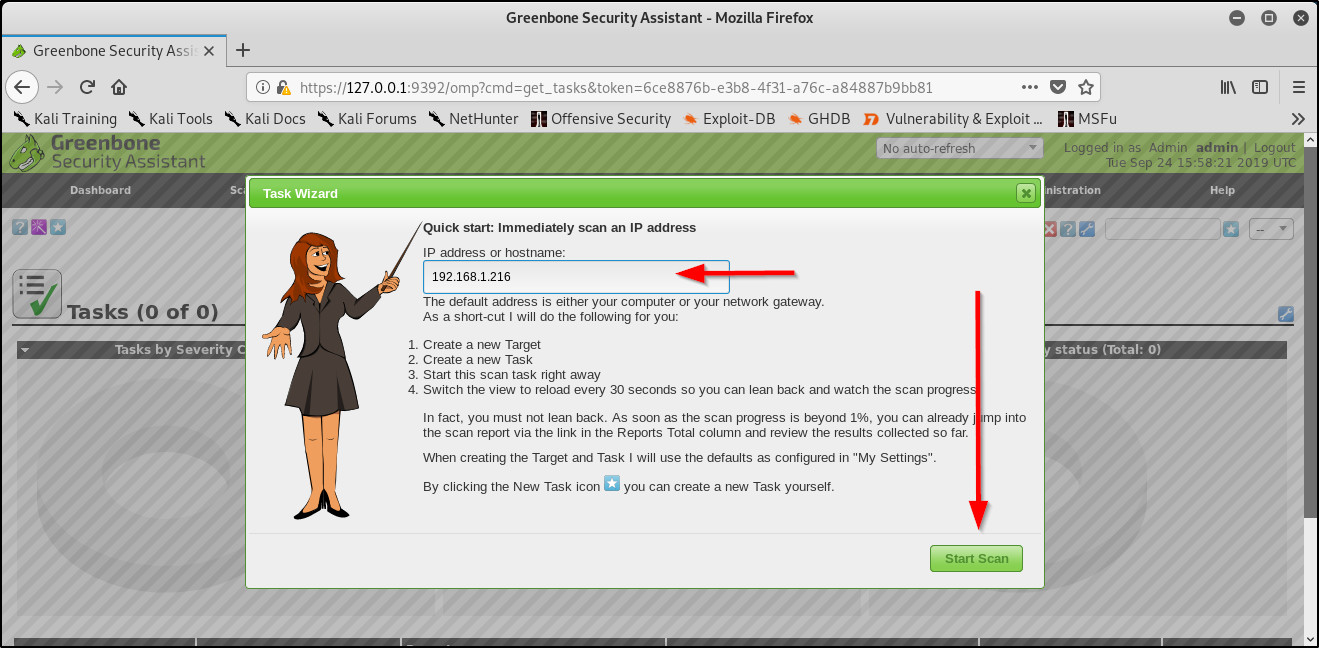 Greenbone Security Assistant - Mozilla Firefox
Greenbone Security Assis
https://127.0.0.1:9392/omp?cmd=get_tasks&token=6ce8876b-e3b8-4f31-a76c-a84887b9bb81
Kali Training Kali Tools Kali Docs Kali Forums NetHunter Offensive Security Exploit-DB GHDB Vulnerability & Exploit ... MSFu
Greenbone
Security Assistant
No auto-refresh
Logged in as Admin admin | Logout
Tue Sep 24 15:58:21 2019 UTC
Dashboard Sc nistration Help
Task Wizard
Quick start: Immediately scan an IP address
IP address or hostname:
192.168.1.216
The default address is either your computer or your network gateway.
As a short-cut I will do the following for you:
1. Create a new Target
2. Create a new Task
3. Start this scan task right away
4. Switch the view to reload every 30 seconds so you can lean back and watch the scan progress
In fact, you must not lean back. As soon as the scan progress is beyond 1%, you can already jump into
the scan report via the link in the Reports Total column and review the results collected so far.
When creating the Target and Task I will use the defaults as configured in "My Settings".
By clicking the New Task icon you can create a new Task yourself.
Start Scan
--
Tasks (0 of 0)
Tasks by Severity C
y status (Total: 0)